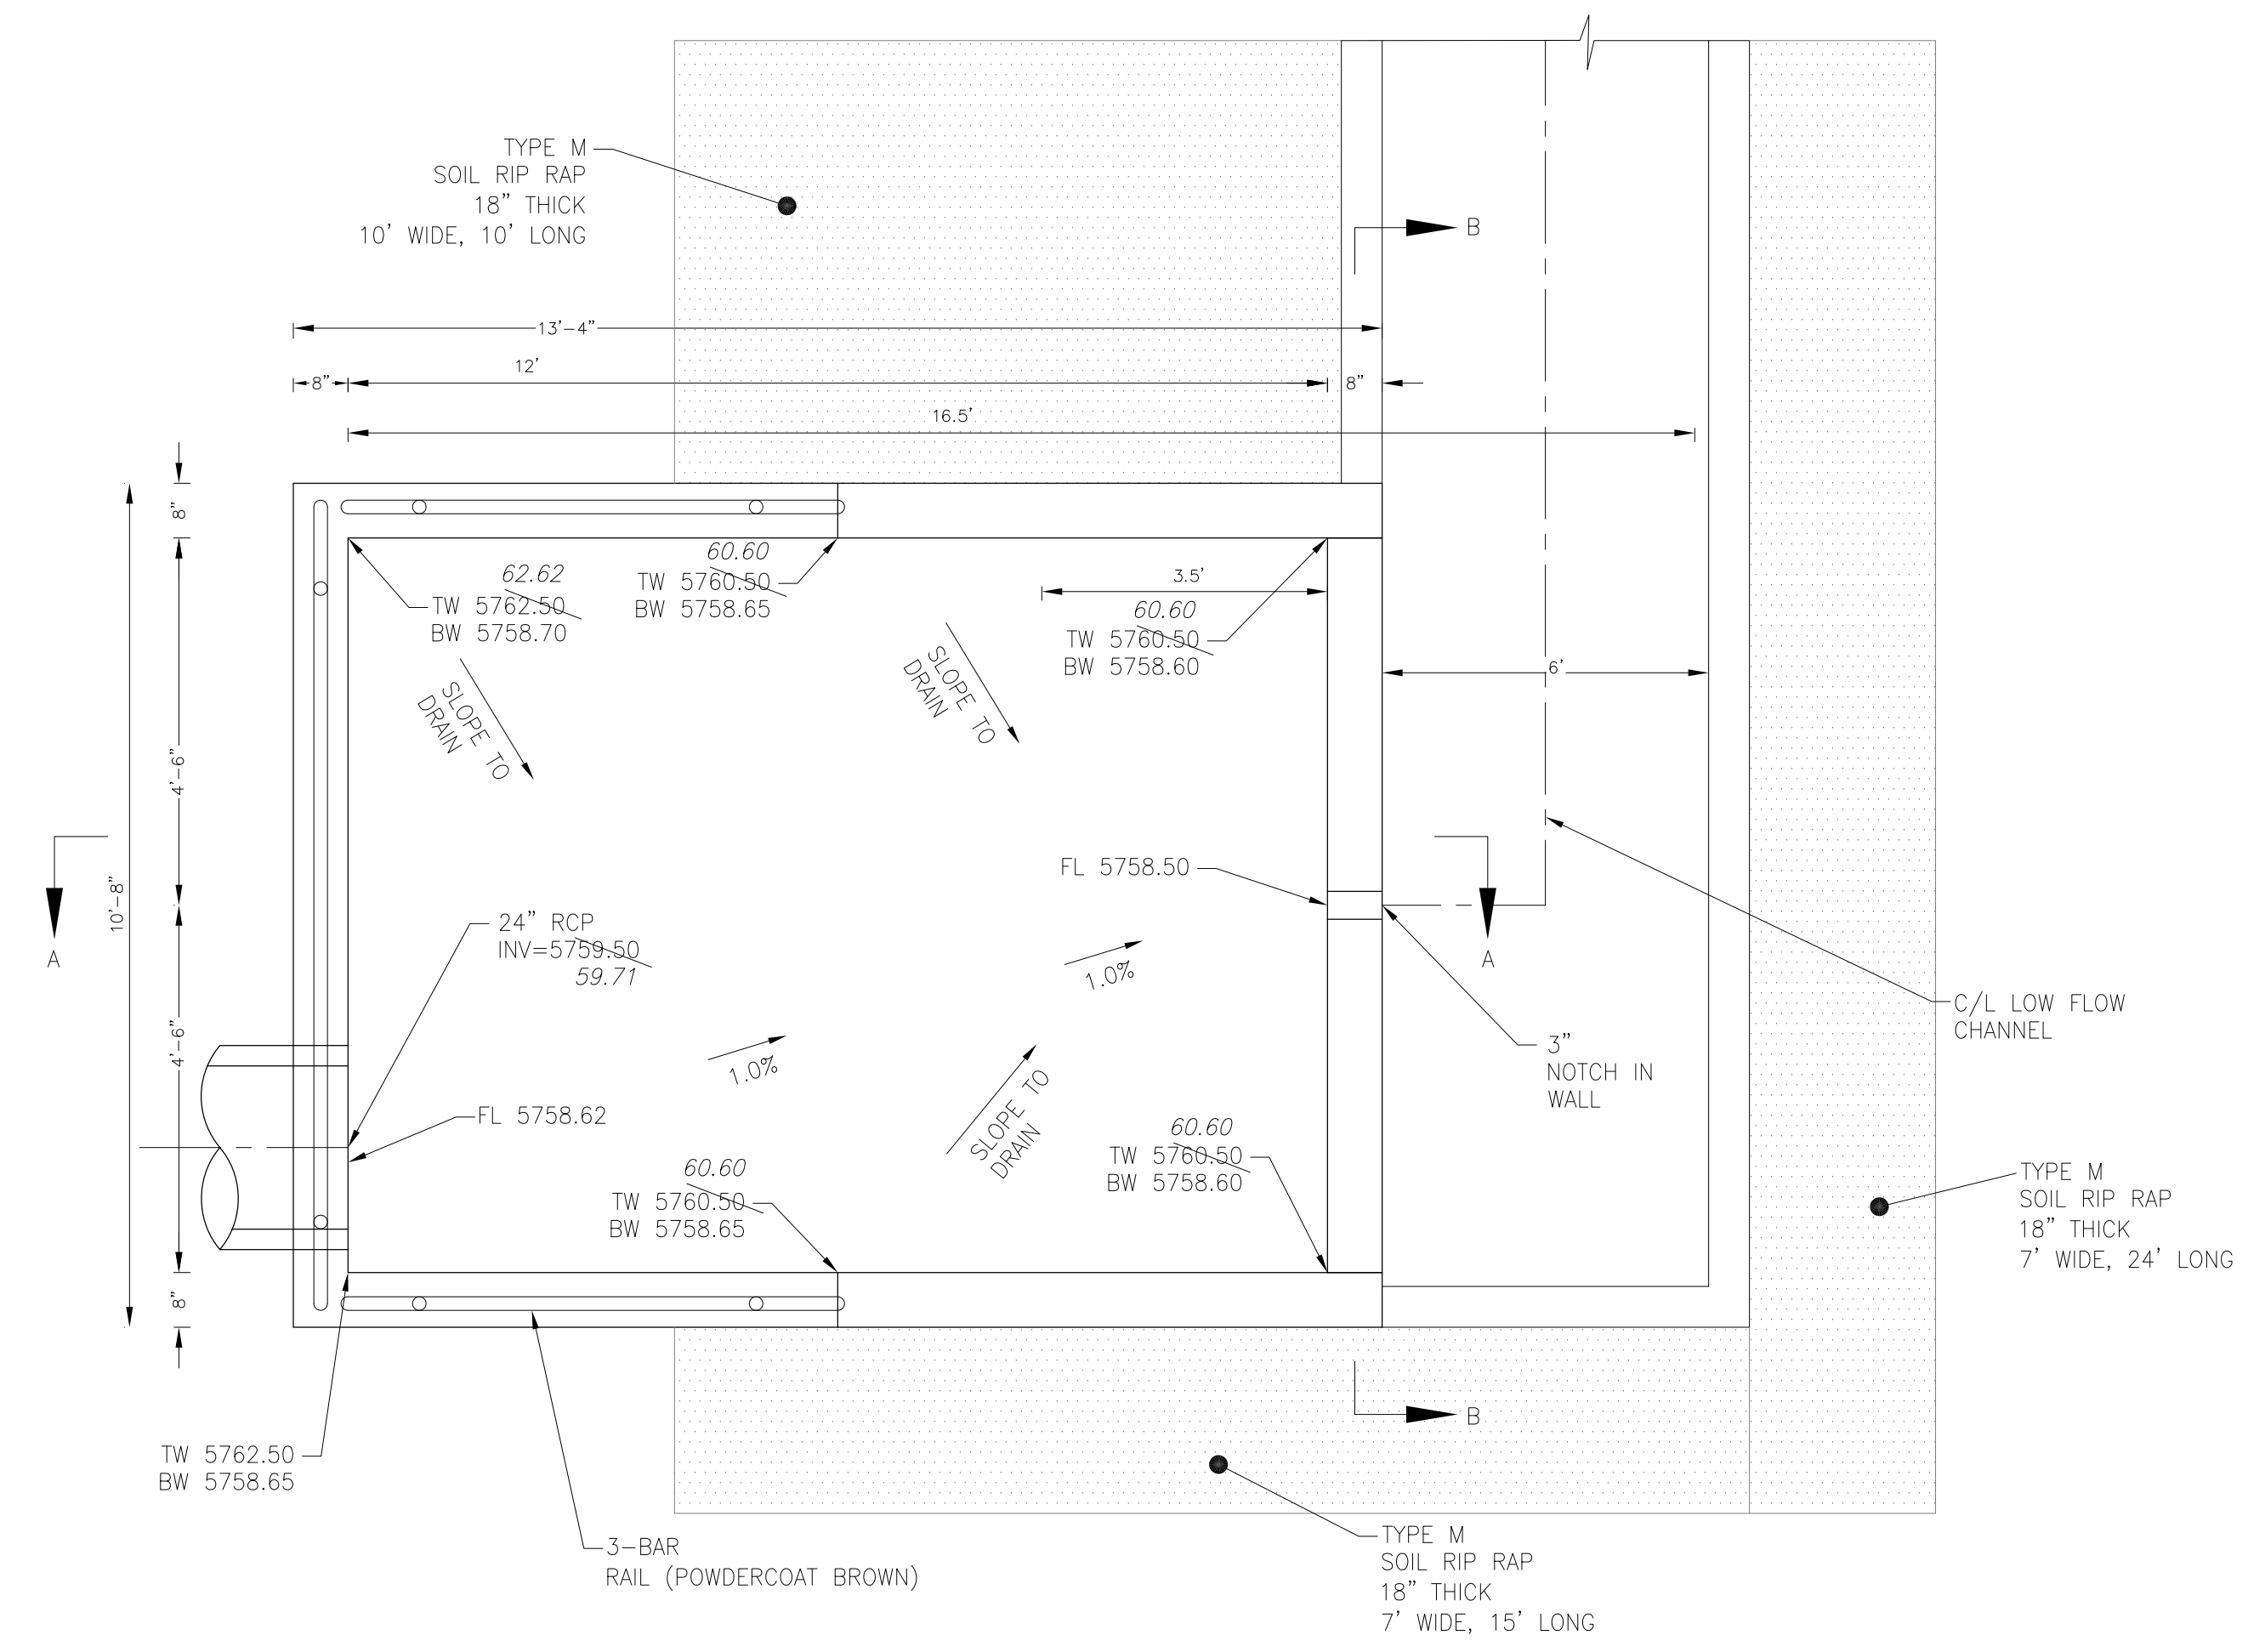 TYPE M
SOIL RIP RAP
18" THICK
10' WIDE, 10' LONG
B
13'-4"
12'
8"
8"
16.5'
8"
62.62
TW 5762.50
BW 5758.70
60.60
TW 5760.50
BW 5758.65
3.5'
60.60
TW 5760.50
BW 5758.60
6'
SLOPE TO
DRAIN
SLOPE TO
DRAIN
4'-6"
10'-8"
A
FL 5758.50
A
24" RCP
INV=5759.50
59.71
1.0%
1.0%
C/L LOW FLOW
CHANNEL
3"
NOTCH IN
WALL
4'-6"
FL 5758.62
SLOPE TO
DRAIN
60.60
TW 5760.50
BW 5758.65
60.60
TW 5760.50
BW 5758.60
TYPE M
SOIL RIP RAP
18" THICK
7' WIDE, 24' LONG
8"
B
TW 5762.50
BW 5758.65
3-BAR
RAIL (POWDERCOAT BROWN)
TYPE M
SOIL RIP RAP
18" THICK
7' WIDE, 15' LONG